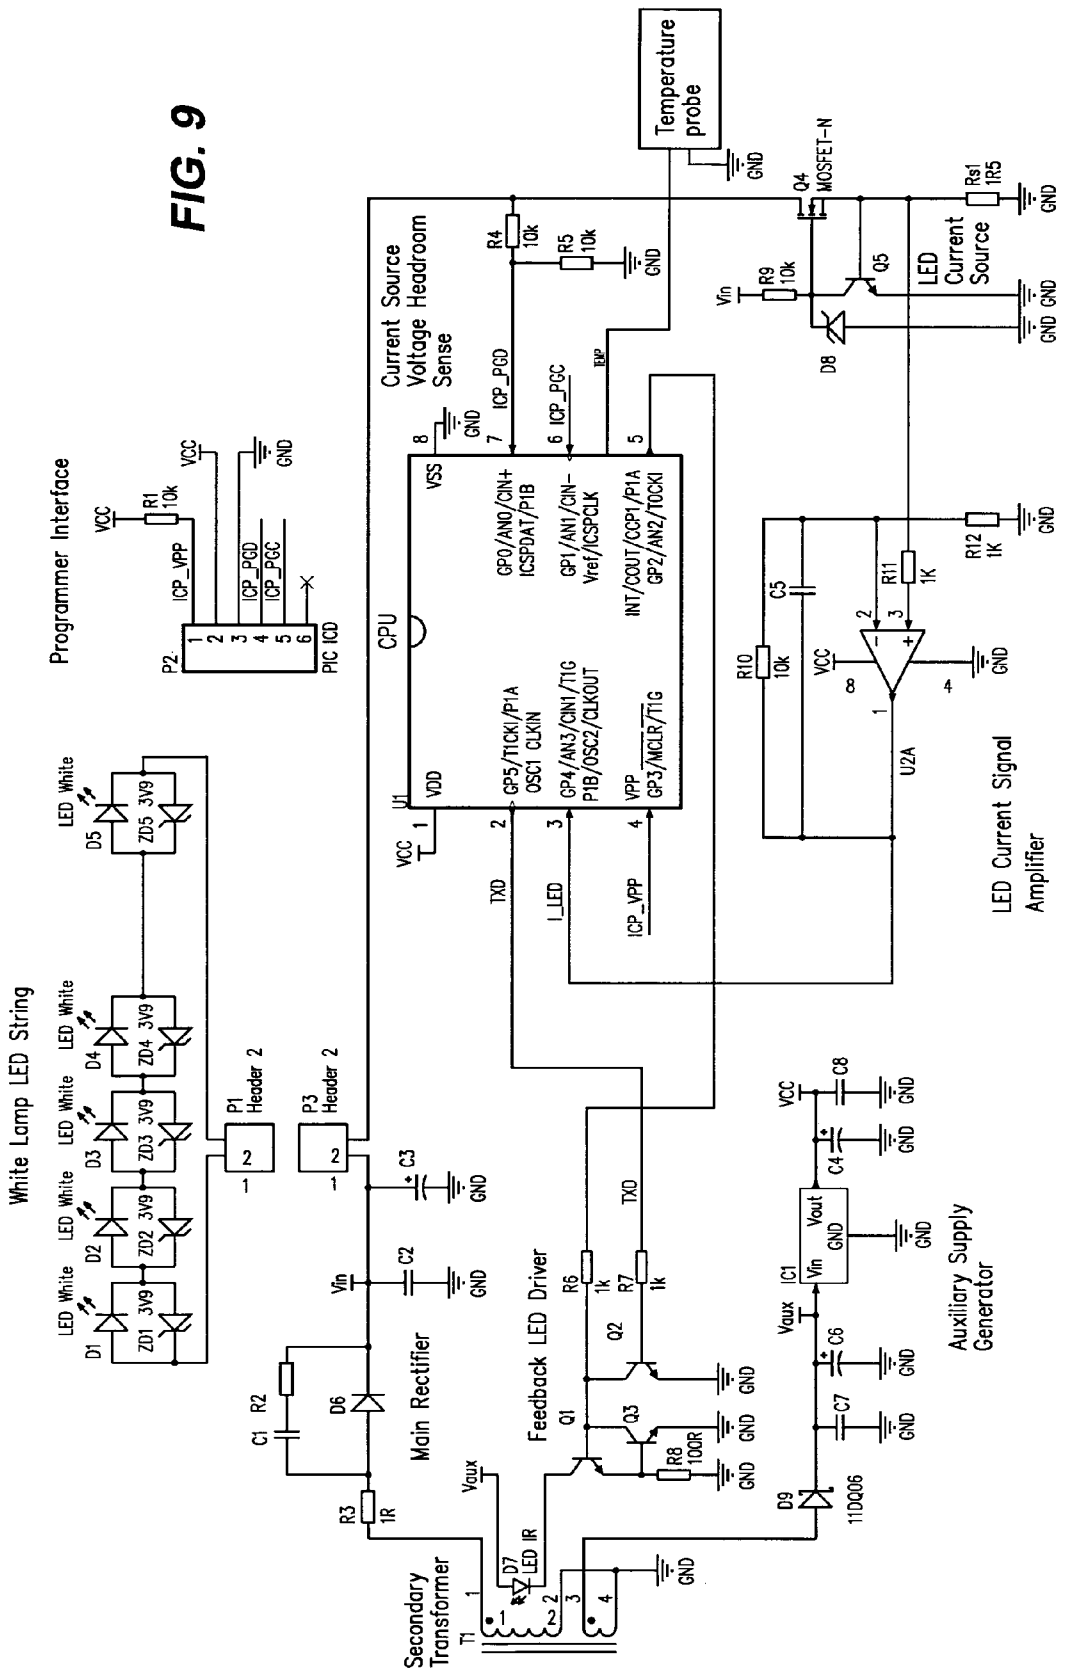 FIG. 9
White Lamp LED String
LED White
D1
ZD1 3V9
LED White
D2
ZD2 3V9
LED White
D3
ZD3 3V9
LED White
D4
ZD4 3V9
LED White
D5
ZD5 3V9
P1
Header 2
2
1
P3
Header 2
2
1
Programmer Interface
VCC
R1
10k
VCC
GND
ICP_VPP
ICP_PGD
ICP_PGC
P2
1
2
3
4
5
6
PIC ICD
Secondary
Transformer
T1
1
2
1
2
3
4
GND
R3
1R
C1
R2
D6
Main Rectifier
Vin
C2
GND
C3
GND
Vaux
D7
LED IR
Feedback LED Driver
Q1
Q3
R8
100R
GND
GND
Q2
GND
R6
1k
R7
1k
TXD
CPU
U1
VCC
1
VDD
TXD
2
GP5/T1CKI/P1A
OSC1 CLKIN
I_LED
3
GP4/AN3/CIN1/T1G
P1B/OSC2/CLKOUT
ICP_VPP
4
VPP
GP3/MCLR/T1G
VSS
8
GND
GP0/AN0/CIN+
ICSPDAT/P1B
7
ICP_PGD
GP1/AN1/CIN-
Vref/ICSPCLK
6
ICP_PGC
INT/COUT/CCP1/P1A
GP2/AN2/TOCKI
5
TEMP
Current Source
Voltage Headroom
Sense
R4
10k
R5
10k
GND
Temperature
probe
GND
Vin
R9
10k
Q4
MOSFET-N
D8
Q5
LED
Current
Source
Rs1
1R5
GND
GND
GND
R10
10k
C5
VCC
8
4
GND
2
3
1
-
+
U2A
R11
1K
R12
1K
GND
LED Current Signal
Amplifier
D9
11DQ06
C7
GND
C6
GND
Vaux
IC1
Vin
Vout
GND
GND
VCC
C4
GND
C8
GND
Auxiliary Supply
Generator